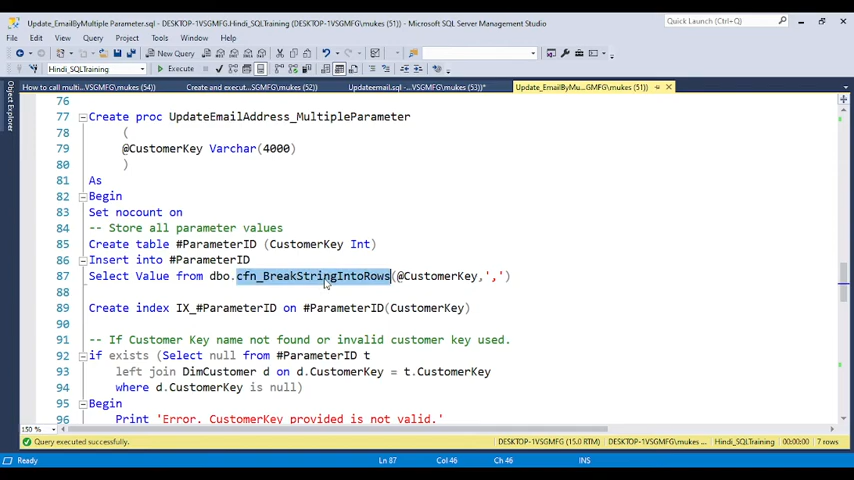 Update_EmailByMultiple Parameter.sql - DESKTOP-1VSGMFG.Hindi_SQLTraining (DESKTOP-1VSGMFG\mukes (51)) - Microsoft SQL Server Management Studio
Quick Launch (Ctrl+Q)
File Edit View Query Project Tools Window Help
New Query
Hindi_SQLTraining Execute
Object Explorer
How to call multi...VSGMFG\mukes (54)) Create and execut...SGMFG\mukes (52)) Updateemail.sql -...VSGMFG\mukes (53))* Update_EmailByMu...GMFG\mukes (51))
76
77 Create proc UpdateEmailAddress_MultipleParameter
78 (
79 @CustomerKey Varchar(4000)
80 )
81 As
82 Begin
83 Set nocount on
84 -- Store all parameter values
85 Create table #ParameterID (CustomerKey Int)
86 Insert into #ParameterID
87 Select Value from dbo.cfn_BreakStringIntoRows(@CustomerKey,',')
88
89 Create index IX_#ParameterID on #ParameterID(CustomerKey)
90
91 -- If Customer Key name not found or invalid customer key used.
92 if exists (Select null from #ParameterID t
93 left join DimCustomer d on d.CustomerKey = t.CustomerKey
94 where d.CustomerKey is null)
95 Begin
96 Print 'Error. CustomerKey provided is not valid.'
150 %
Query executed successfully. DESKTOP-1VSGMFG (15.0 RTM) DESKTOP-1VSGMFG\mukes ... Hindi_SQLTraining 00:00:00 7 rows
Ready Ln 87 Col 46 Ch 46 INS